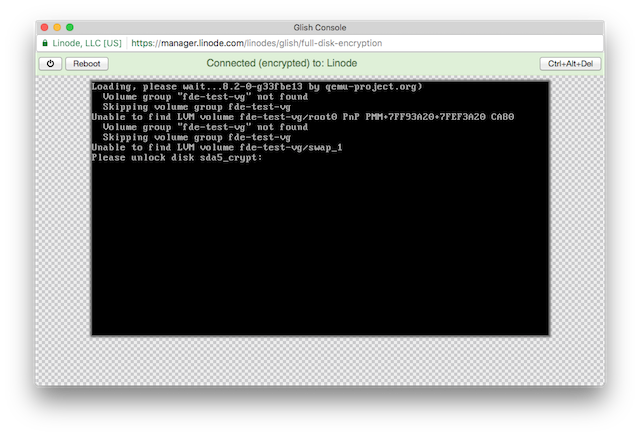 Glish Console
Linode, LLC [US] https://manager.linode.com/linodes/glish/full-disk-encryption
Reboot Connected (encrypted) to: Linode Ctrl+Alt+Del
Loading, please wait...8.2-0-g33fbe13 by qemu-project.org)
Volume group "fde-test-vg" not found
Skipping volume group fde-test-vg
Unable to find LVM volume fde-test-vg/root0 PnP PMM+7FF93A20+7FEF3A20 CA80
Volume group "fde-test-vg" not found
Skipping volume group fde-test-vg
Unable to find LVM volume fde-test-vg/swap_1
Please unlock disk sda5_crypt: